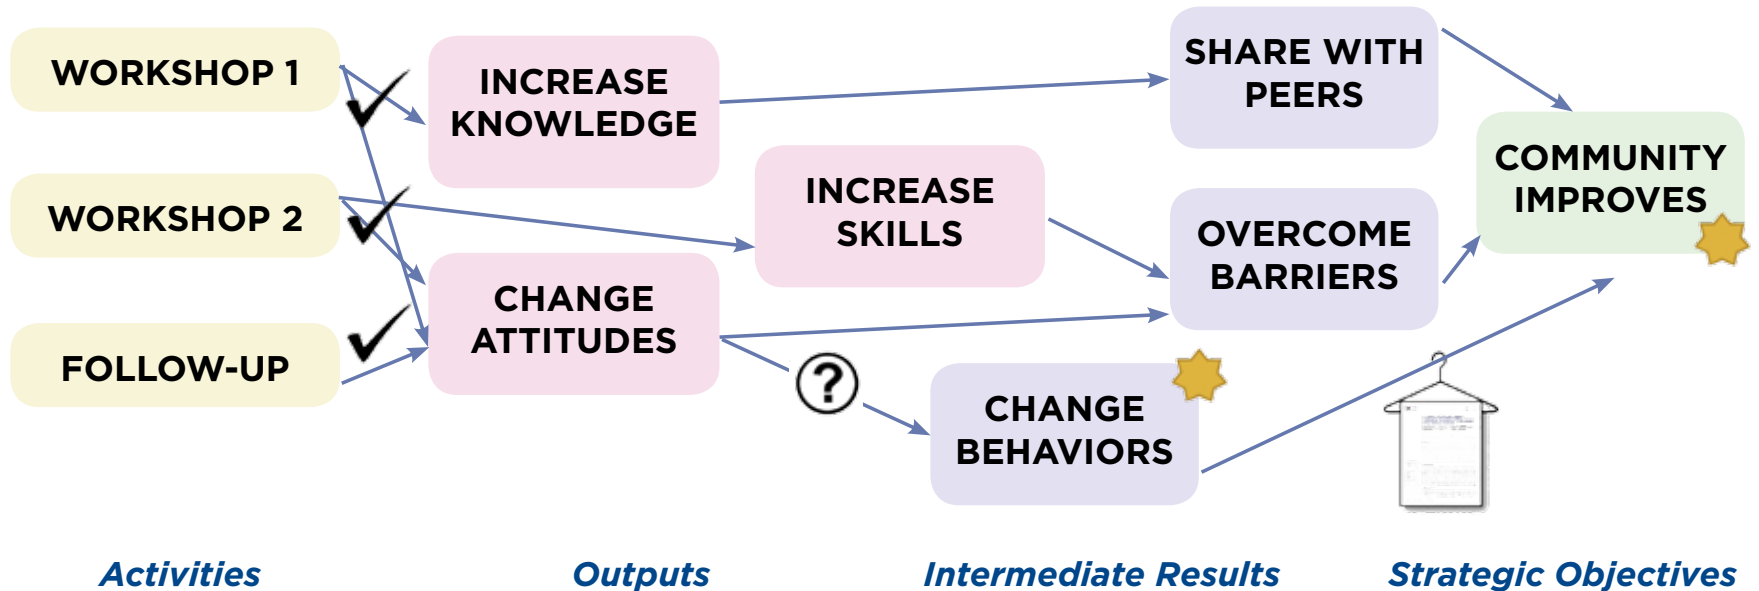 WORKSHOP 1
WORKSHOP 2
FOLLOW-UP
INCREASE
KNOWLEDGE
CHANGE
ATTITUDES
INCREASE
SKILLS
SHARE WITH
PEERS
OVERCOME
BARRIERS
?
CHANGE
BEHAVIORS
COMMUNITY
IMPROVES
Activities
Outputs
Intermediate Results
Strategic Objectives